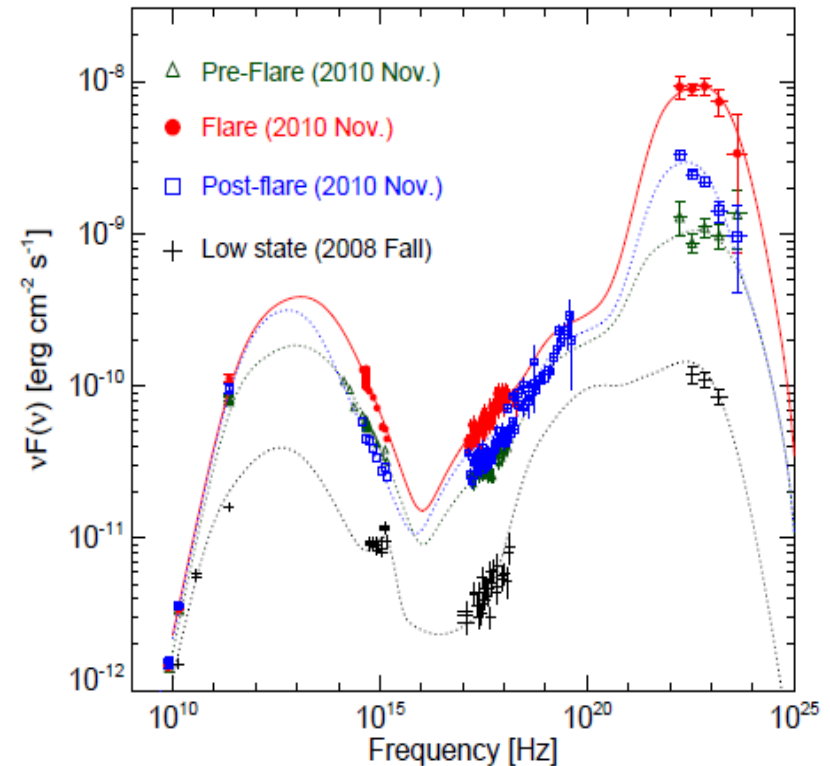 10⁻⁸
10⁻⁹
10⁻¹⁰
10⁻¹¹
10⁻¹²
νF(ν) [erg cm⁻² s⁻¹]
Pre-Flare (2010 Nov.)
Flare (2010 Nov.)
Post-flare (2010 Nov.)
Low state (2008 Fall)
10¹⁰ 10¹⁵ 10²⁰ 10²⁵
Frequency [Hz]